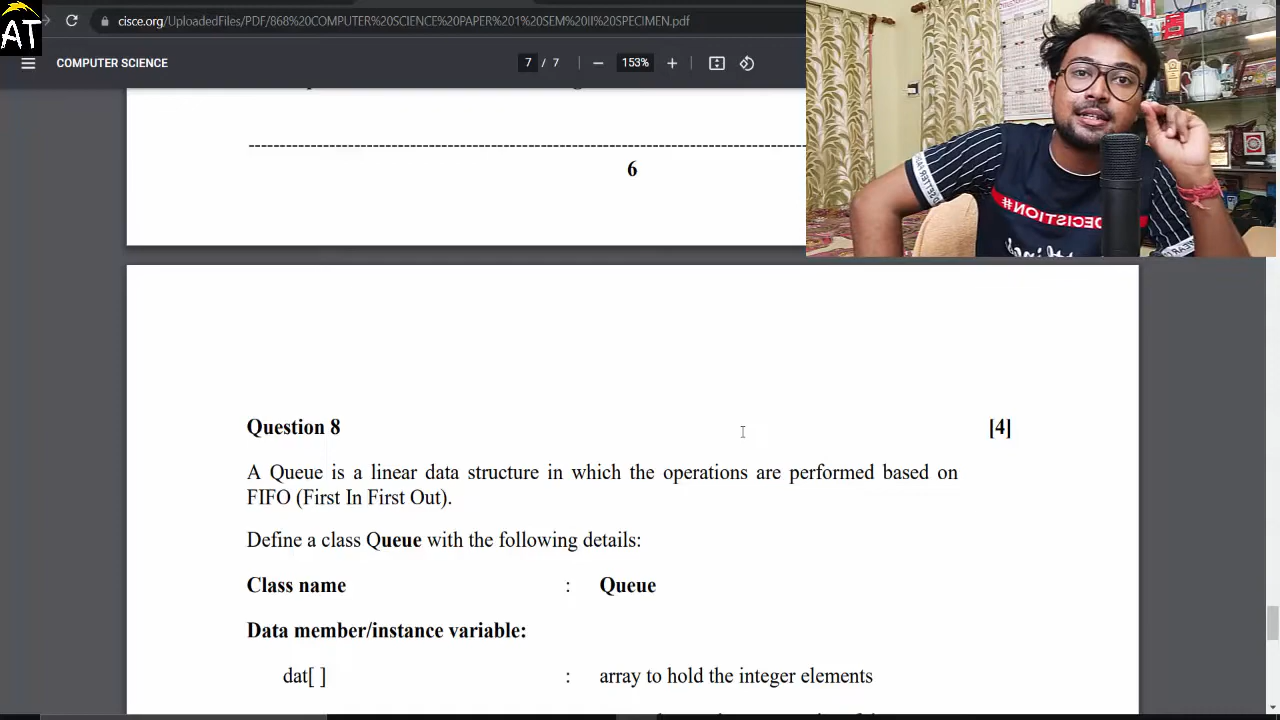 AT
cisce.org/UploadedFiles/PDF/868%20COMPUTER%20SCIENCE%20PAPER%201%20SEM%20II%20SPECIMEN.pdf
COMPUTER SCIENCE
7 / 7
153%
6
#DECISTION
Question 8 [4]
A Queue is a linear data structure in which the operations are performed based on
FIFO (First In First Out).
Define a class Queue with the following details:
Class name : Queue
Data member/instance variable:
dat[ ] : array to hold the integer elements